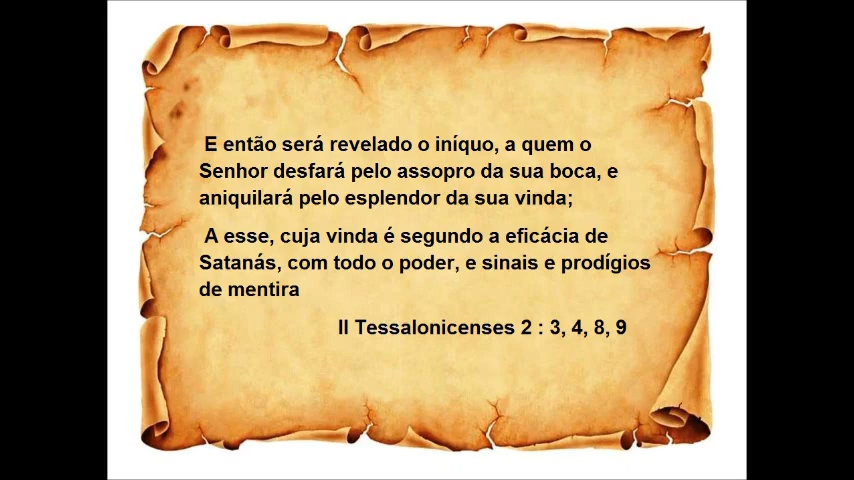 E então será revelado o iníquo, a quem o
Senhor desfará pelo assopro da sua boca, e
aniquilará pelo esplendor da sua vinda;
A esse, cuja vinda é segundo a eficácia de
Satanás, com todo o poder, e sinais e prodígios
de mentira
II Tessalonicenses 2 : 3, 4, 8, 9